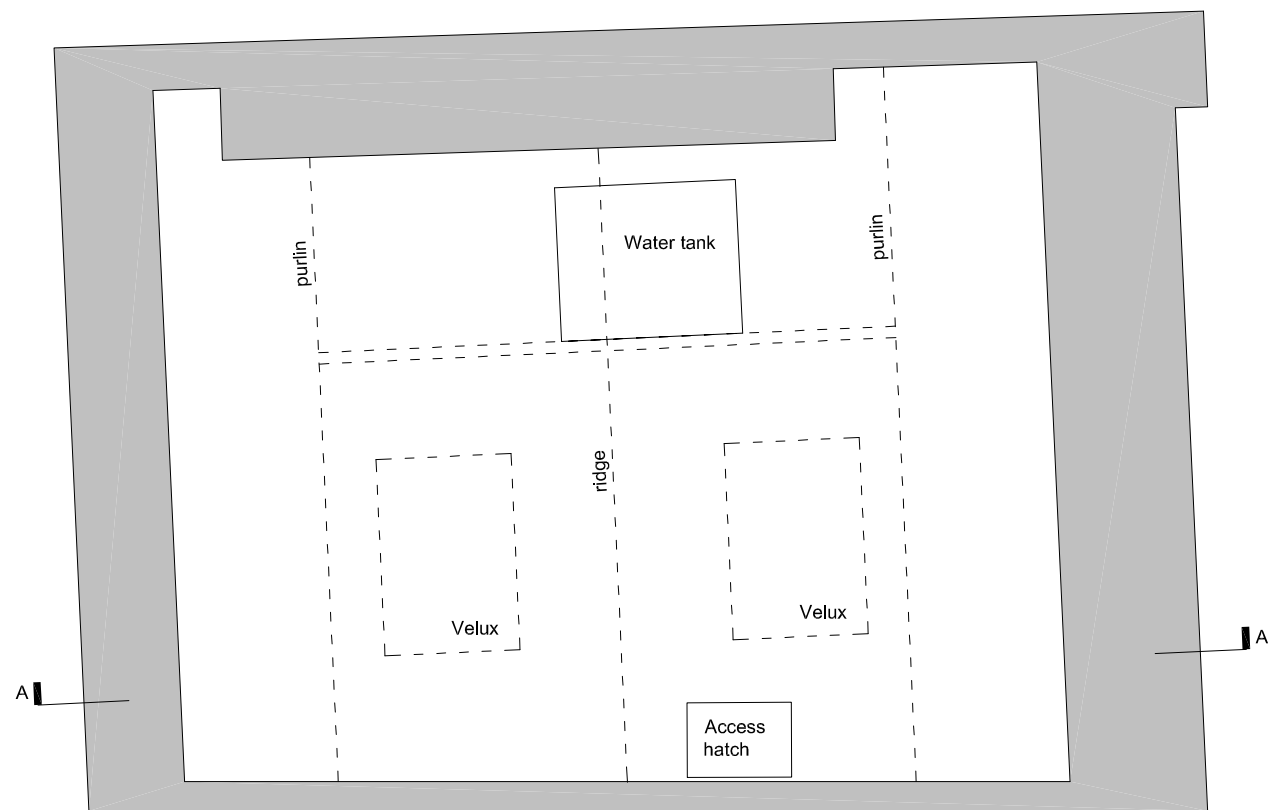 Water tank
purlin
purlin
ridge
Velux
Velux
A
A
Access
hatch